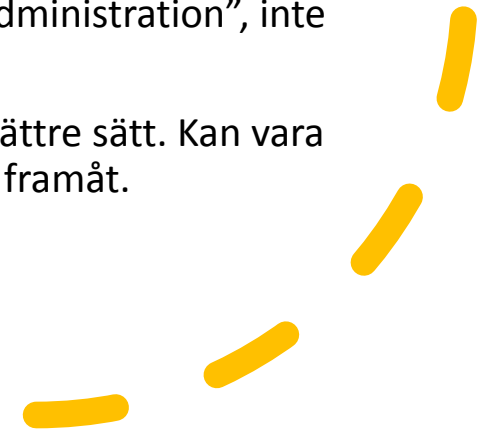 dministration”, inte
ättre sätt. Kan vara
framåt.